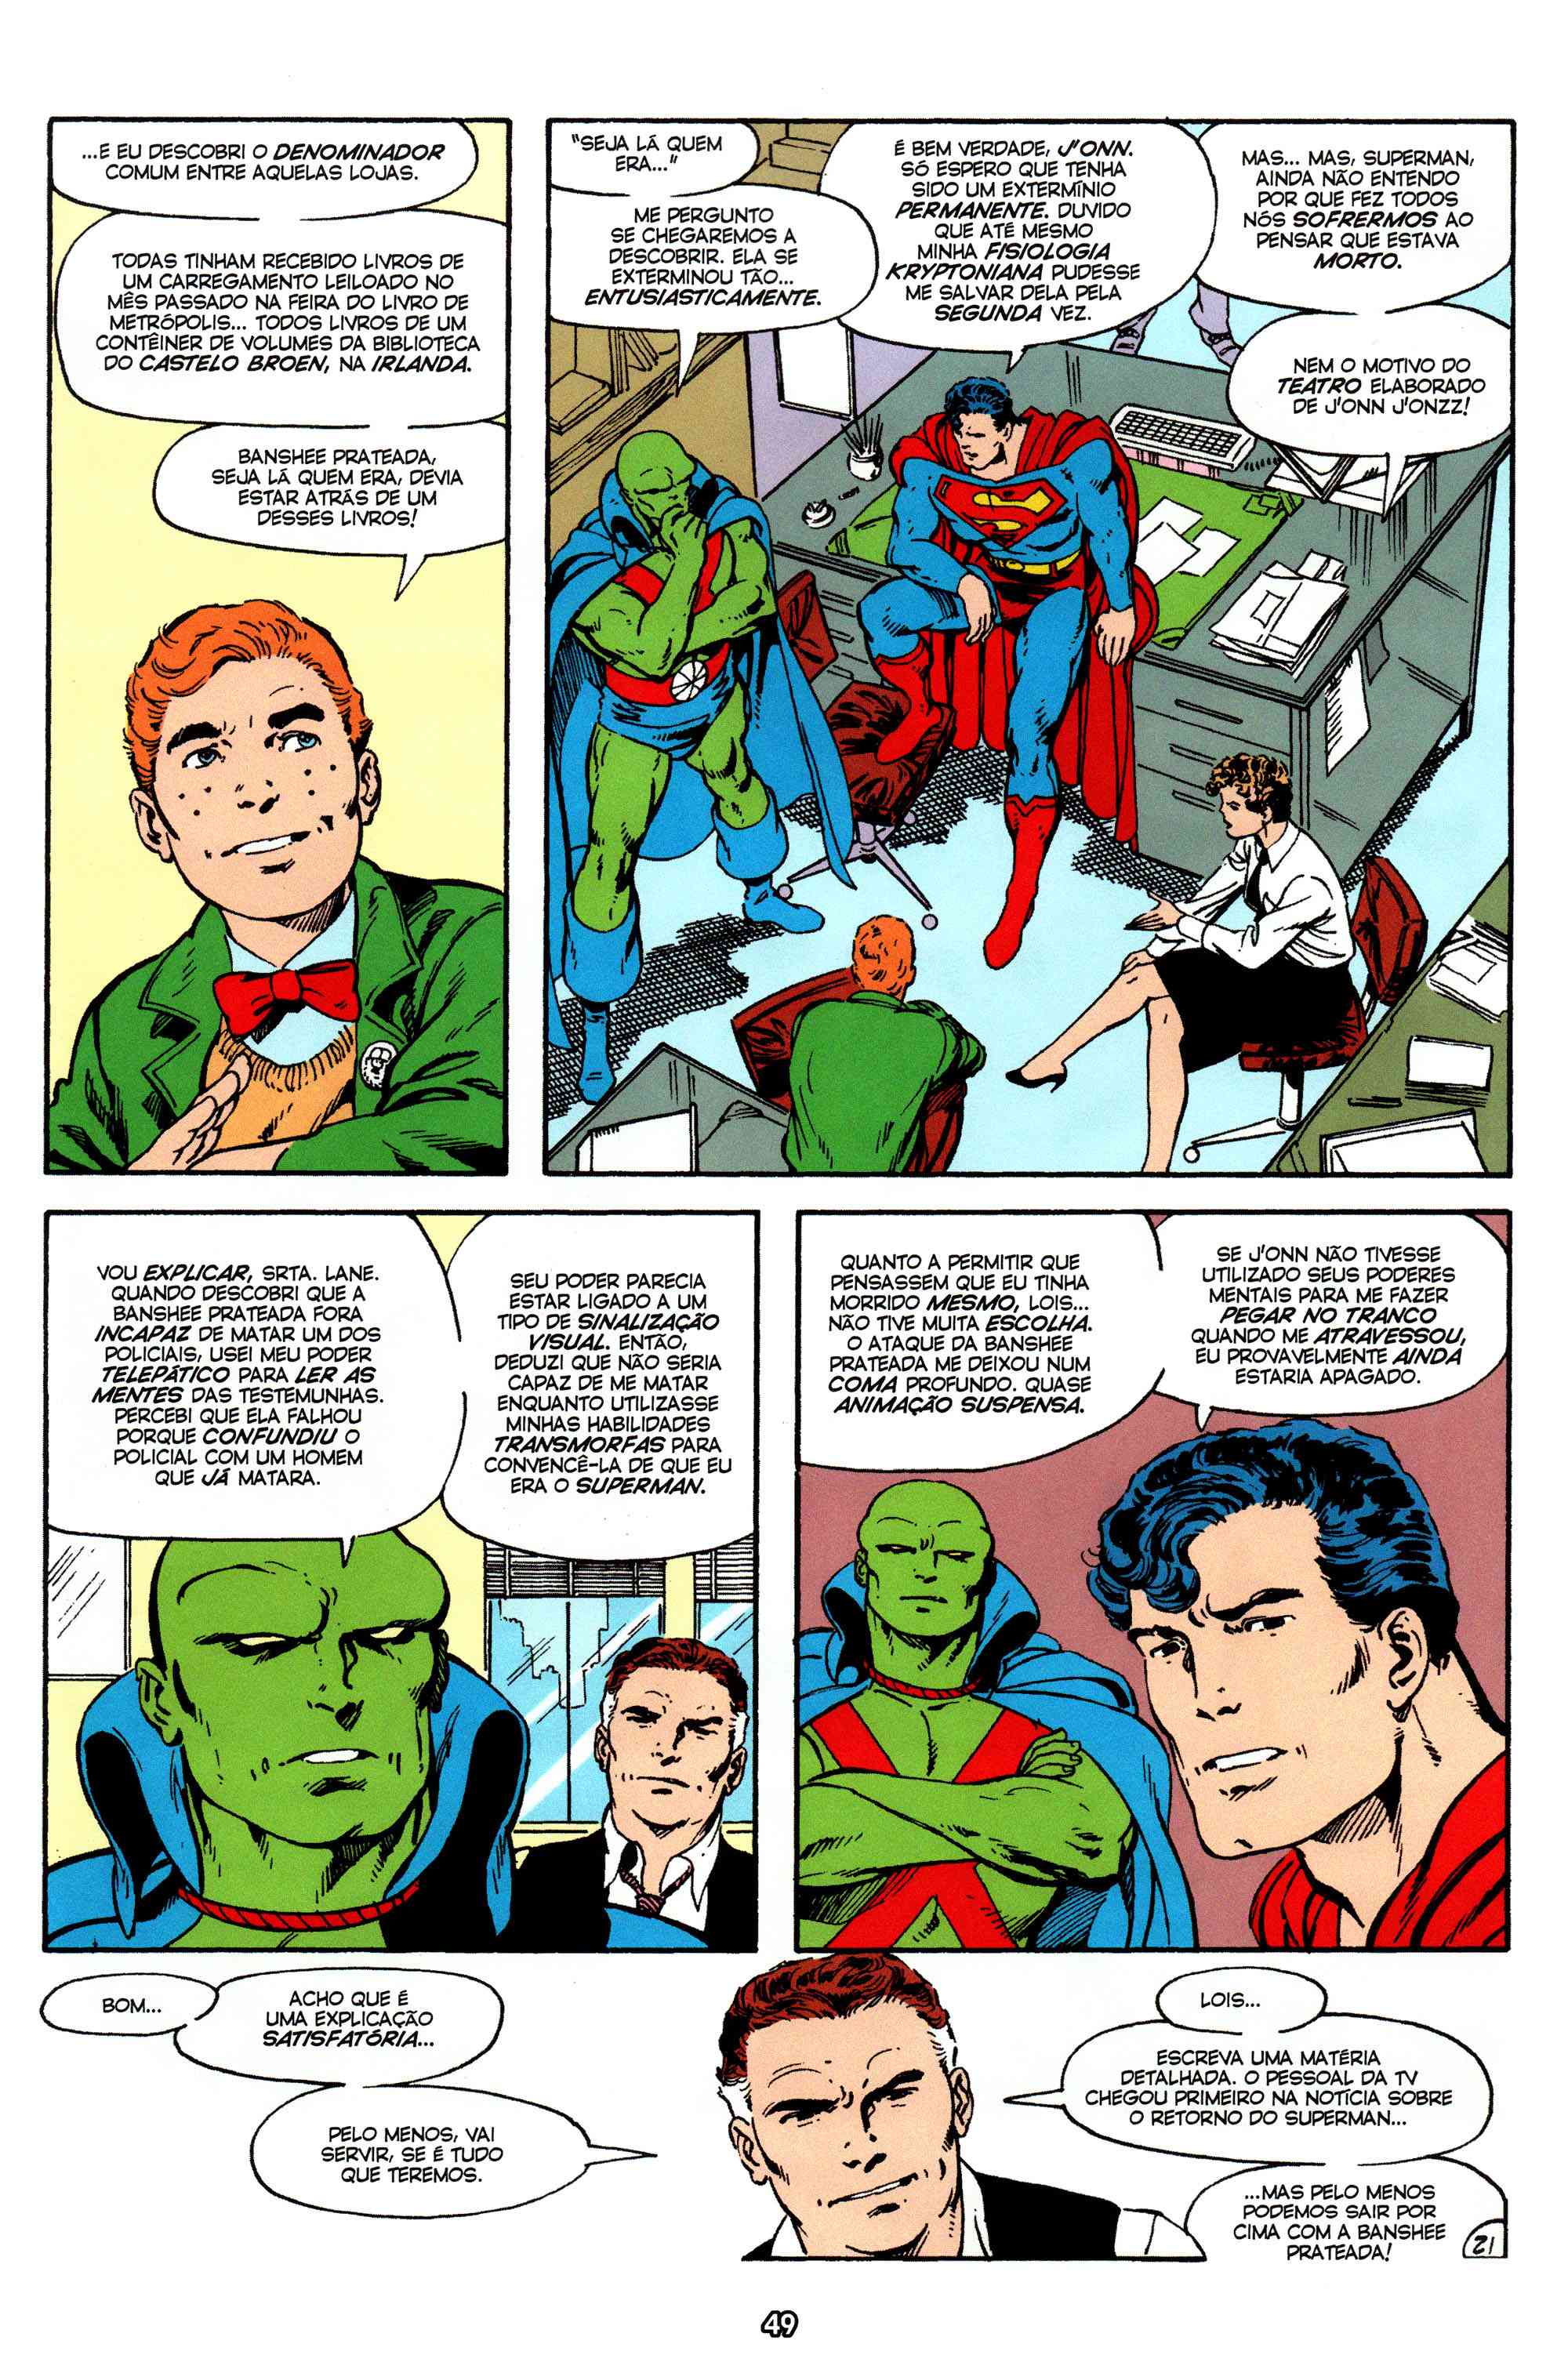 ...E EU DESCOBRI O DENOMINADOR
COMUM ENTRE AQUELAS LOJAS.
TODAS TINHAM RECEBIDO LIVROS DE
UM CARREGAMENTO LEILOADO NO
MÊS PASSADO NA FEIRA DO LIVRO DE
METRÓPOLIS... TODOS LIVROS DE UM
CONTÊINER DE VOLUMES DA BIBLIOTECA
DO CASTELO BROEN, NA IRLANDA.
BANSHEE PRATEADA,
SEJA LÁ QUEM ERA, DEVIA
ESTAR ATRÁS DE UM
DESSES LIVROS!
"SEJA LÁ QUEM
ERA..."
ME PERGUNTO
SE CHEGAREMOS A
DESCOBRIR. ELA SE
EXTERMINOU TÃO...
ENTUSIASTICAMENTE.
É BEM VERDADE, J'ONN.
SÓ ESPERO QUE TENHA
SIDO UM EXTERMÍNIO
PERMANENTE. DUVIDO
QUE ATÉ MESMO
MINHA FISIOLOGIA
KRYPTONIANA PUDESSE
ME SALVAR DELA PELA
SEGUNDA VEZ.
MAS... MAS, SUPERMAN,
AINDA NÃO ENTENDO
POR QUE FEZ TODOS
NÓS SOFRERMOS AO
PENSAR QUE ESTAVA
MORTO.
NEM O MOTIVO DO
TEATRO ELABORADO
DE J'ONN J'ONZZ!
VOU EXPLICAR, SRTA. LANE.
QUANDO DESCOBRI QUE A
BANSHEE PRATEADA FORA
INCAPAZ DE MATAR UM DOS
POLICIAIS, USEI MEU PODER
TELEPÁTICO PARA LER AS
MENTES DAS TESTEMUNHAS.
PERCEBI QUE ELA FALHOU
PORQUE CONFUNDIU O
POLICIAL COM UM HOMEM
QUE JÁ MATARA.
SEU PODER PARECIA
ESTAR LIGADO A UM
TIPO DE SINALIZAÇÃO
VISUAL. ENTÃO,
DEDUZI QUE NÃO SERIA
CAPAZ DE ME MATAR
ENQUANTO UTILIZASSE
MINHAS HABILIDADES
TRANSMORFAS PARA
CONVENCÊ-LA DE QUE EU
ERA O SUPERMAN.
QUANTO A PERMITIR QUE
PENSASSEM QUE EU TINHA
MORRIDO MESMO, LOIS...
NÃO TIVE MUITA ESCOLHA.
O ATAQUE DA BANSHEE
PRATEADA ME DEIXOU NUM
COMA PROFUNDO. QUASE
ANIMAÇÃO SUSPENSA.
SE J'ONN NÃO TIVESSE
UTILIZADO SEUS PODERES
MENTAIS PARA ME FAZER
PEGAR NO TRANCO
QUANDO ME ATRAVESSOU,
EU PROVAVELMENTE AINDA
ESTARIA APAGADO.
BOM...
ACHO QUE É
UMA EXPLICAÇÃO
SATISFATÓRIA...
PELO MENOS, VAI
SERVIR, SE É TUDO
QUE TEREMOS.
LOIS...
ESCREVA UMA MATÉRIA
DETALHADA. O PESSOAL DA TV
CHEGOU PRIMEIRO NA NOTÍCIA SOBRE
O RETORNO DO SUPERMAN...
...MAS PELO MENOS
PODEMOS SAIR POR
CIMA COM A BANSHEE
PRATEADA!
21
49